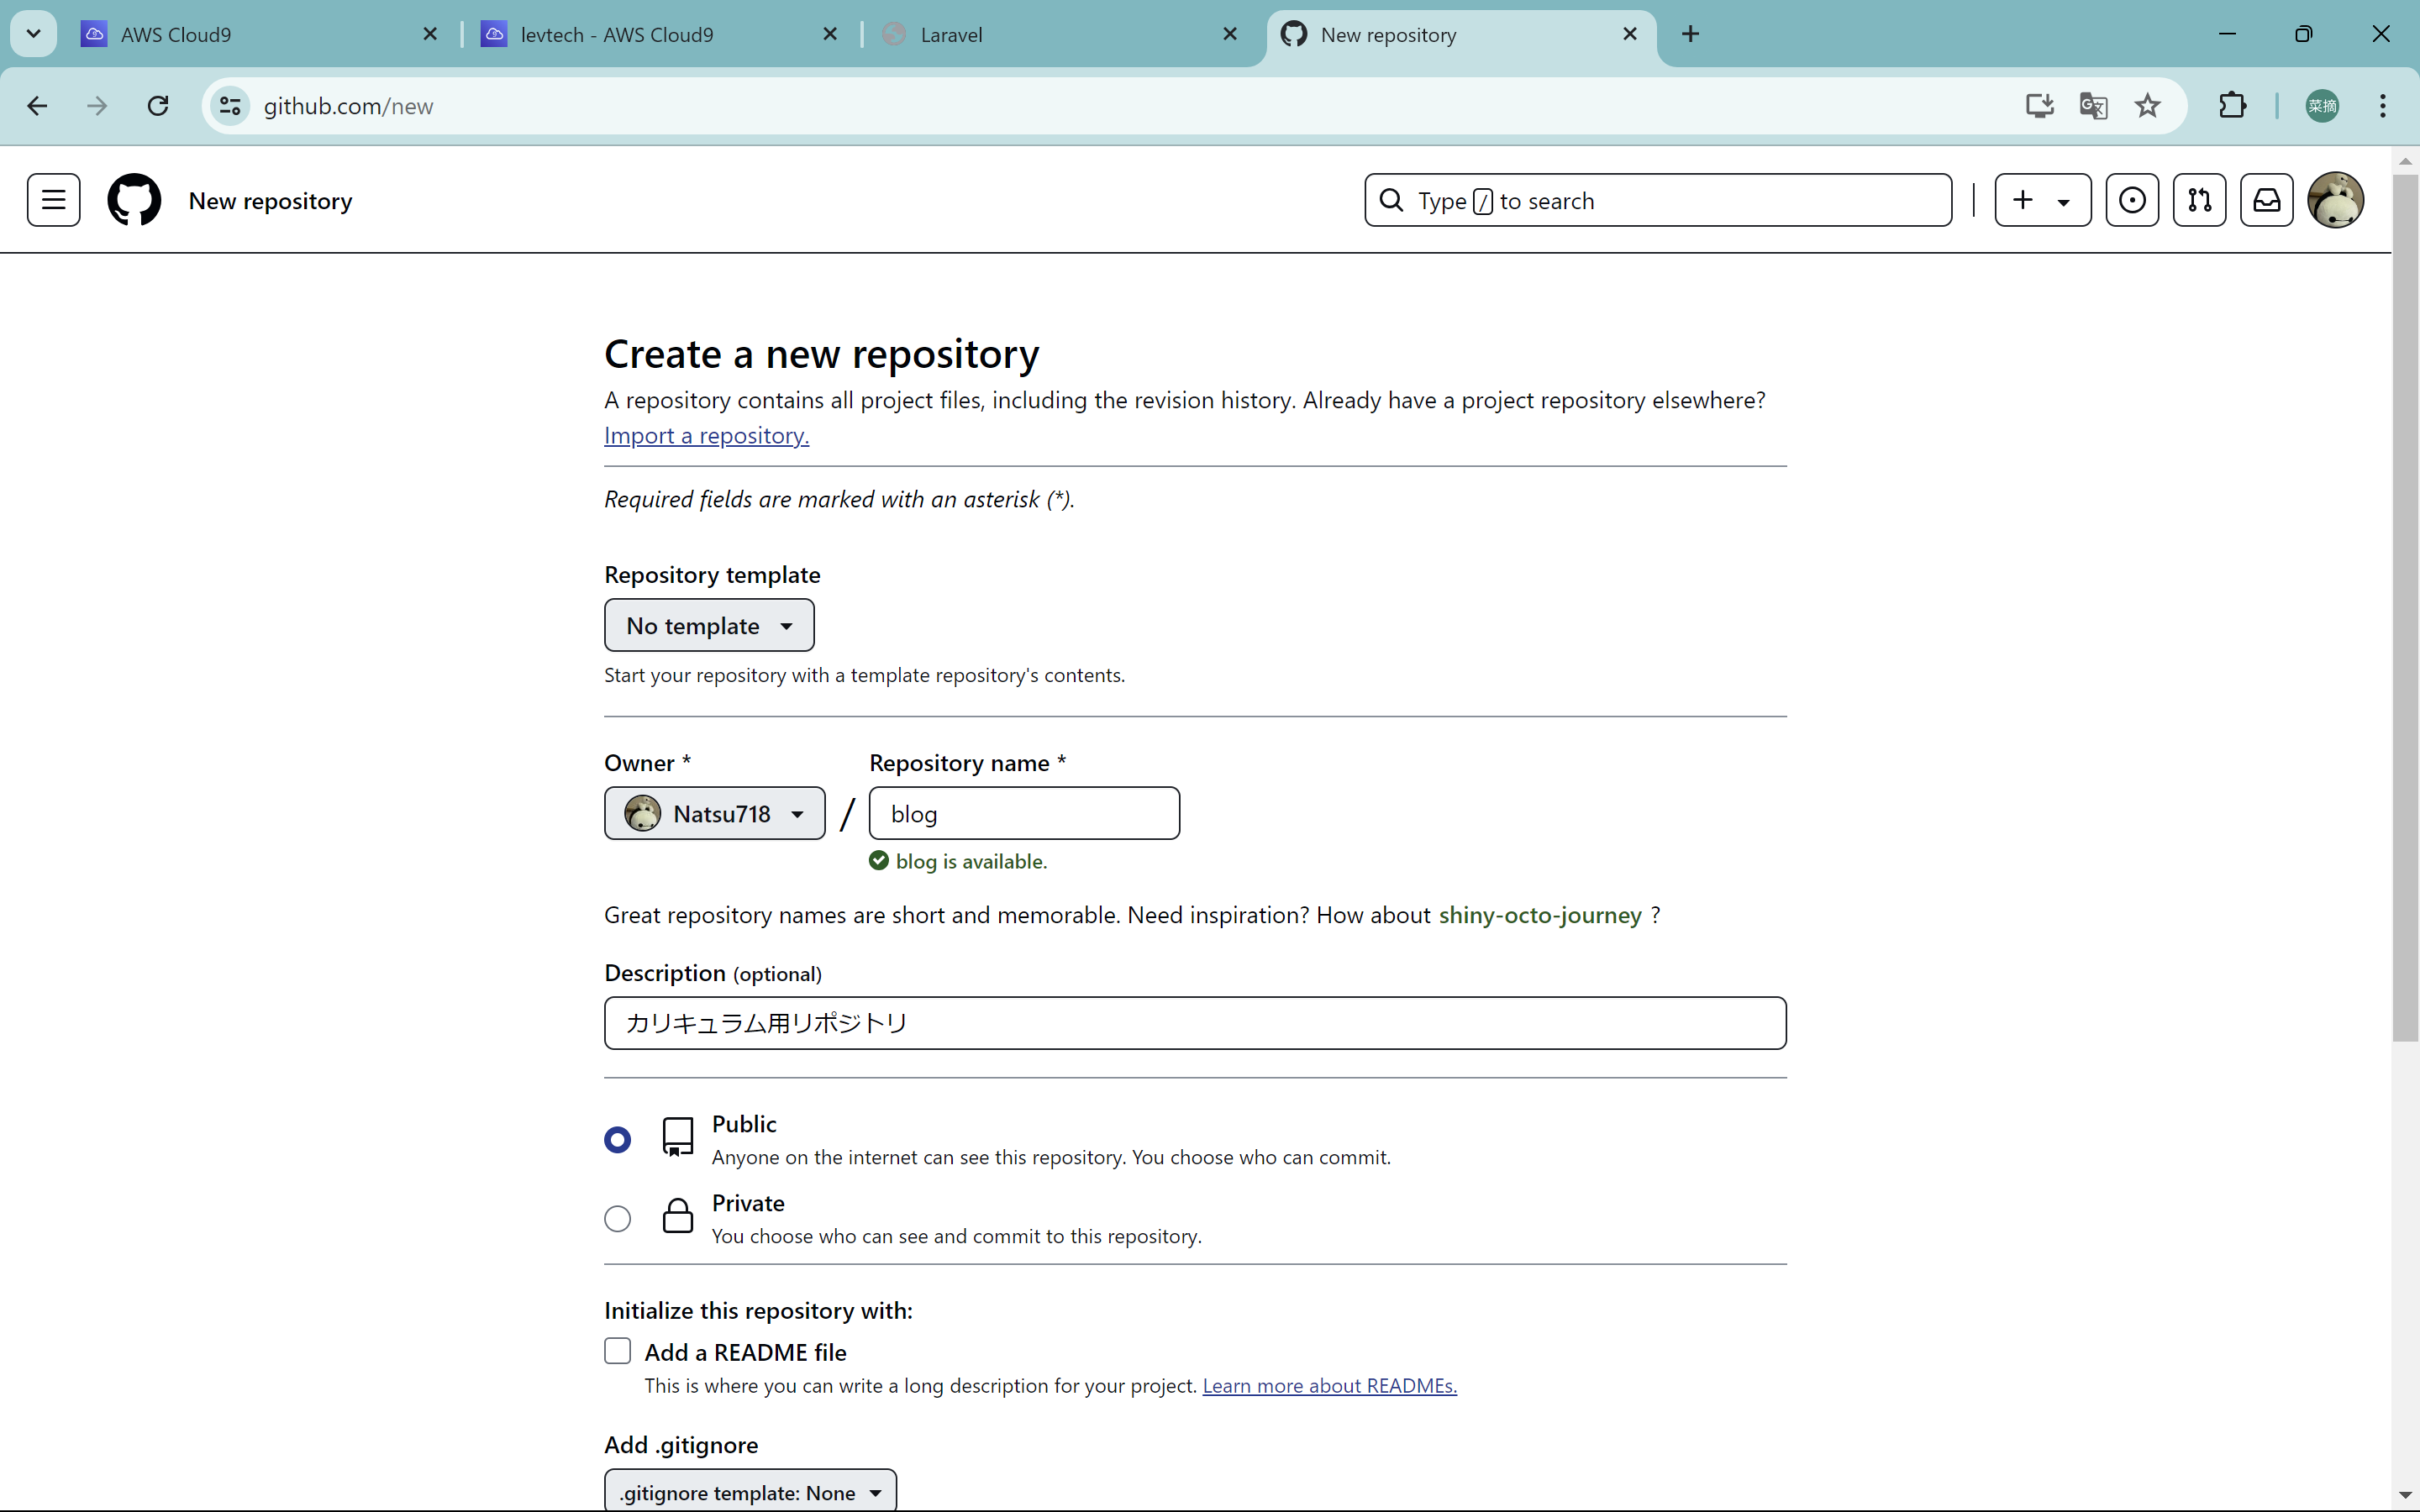 AWS Cloud9
levtech - AWS Cloud9
Laravel
New repository
github.com/new
菜摘
New repository
Type / to search
Create a new repository
A repository contains all project files, including the revision history. Already have a project repository elsewhere?
Import a repository.
Required fields are marked with an asterisk (*).
Repository template
No template
Start your repository with a template repository's contents.
Owner *
Repository name *
Natsu718 / blog
blog is available.
Great repository names are short and memorable. Need inspiration? How about shiny-octo-journey ?
Description (optional)
カリキュラム用リポジトリ
Public
Anyone on the internet can see this repository. You choose who can commit.
Private
You choose who can see and commit to this repository.
Initialize this repository with:
Add a README file
This is where you can write a long description for your project. Learn more about READMEs.
Add .gitignore
.gitignore template: None